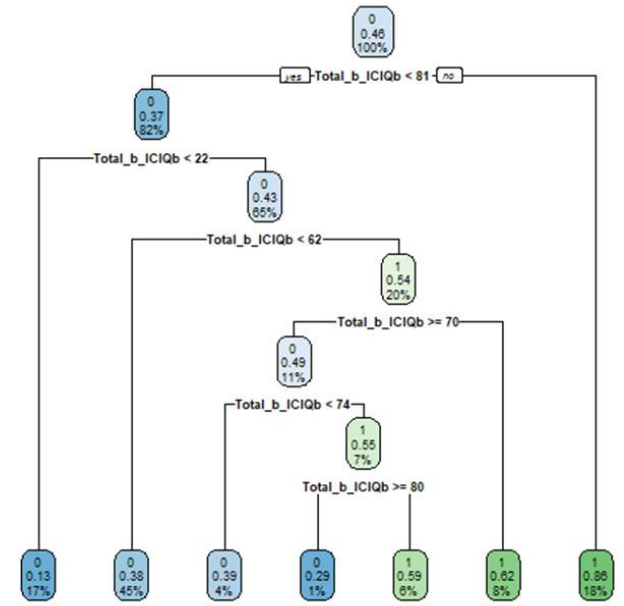 0
0.46
100%
yes Total_b_ICIQb < 81 no
0
0.37
82%
Total_b_ICIQb < 22
0
0.43
65%
Total_b_ICIQb < 62
1
0.54
20%
Total_b_ICIQb >= 70
0
0.49
11%
Total_b_ICIQb < 74
1
0.55
7%
Total_b_ICIQb >= 80
0 0 0 0 1 1 1
0.13 0.38 0.39 0.29 0.59 0.62 0.86
17% 45% 4% 1% 6% 8% 18%